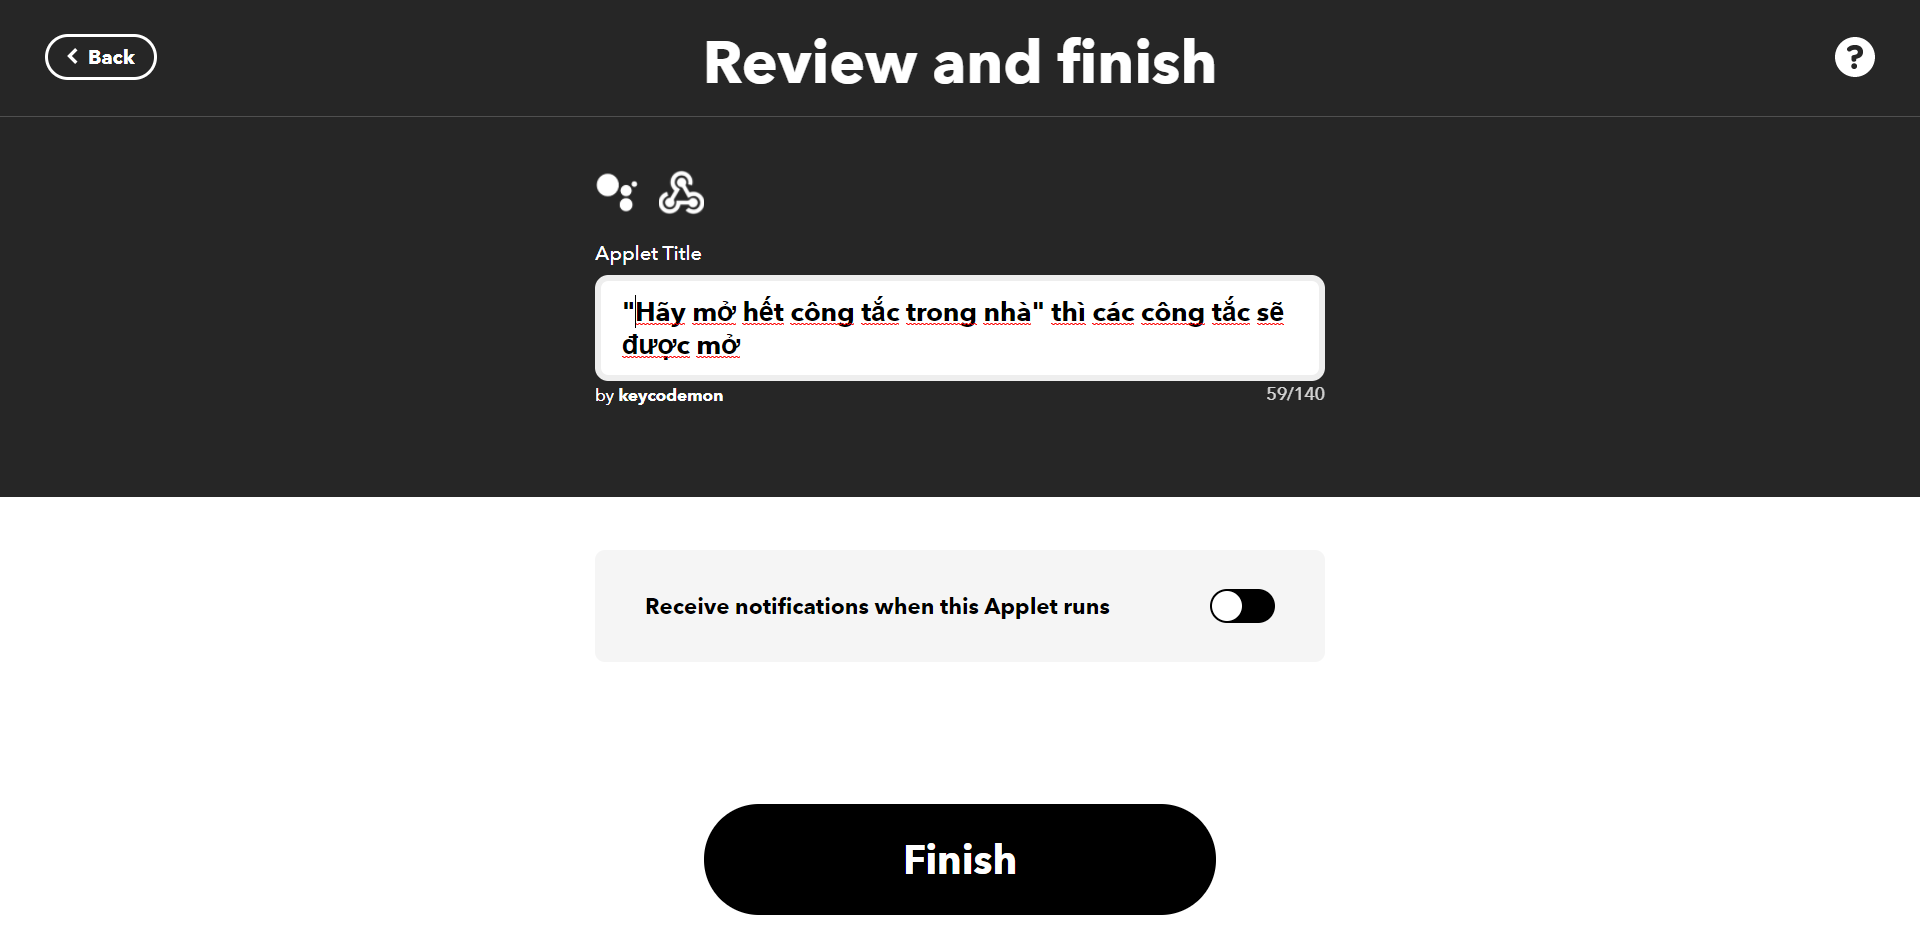 Back
Review and finish
?
Applet Title
"Hãy mở hết công tắc trong nhà" thì các công tắc sẽ
được mở
by keycodemon
59/140
Receive notifications when this Applet runs
Finish